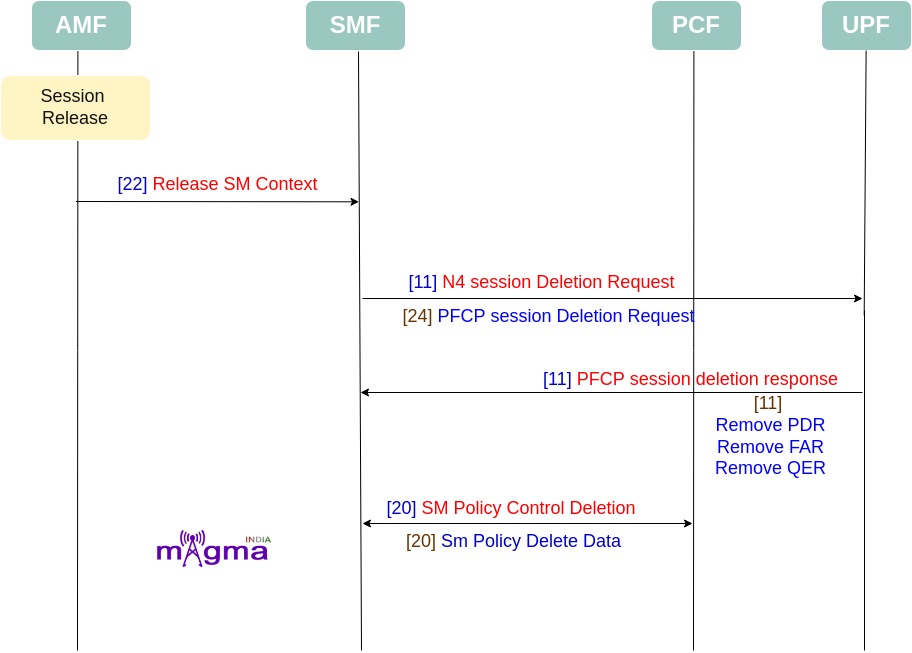 AMF
SMF
PCF
UPF
Session
Release
[22] Release SM Context
[11] N4 session Deletion Request
[24] PFCP session Deletion Request
[11] PFCP session deletion response
[11]
Remove PDR
Remove FAR
Remove QER
[20] SM Policy Control Deletion
[20] Sm Policy Delete Data
INDIA
magma